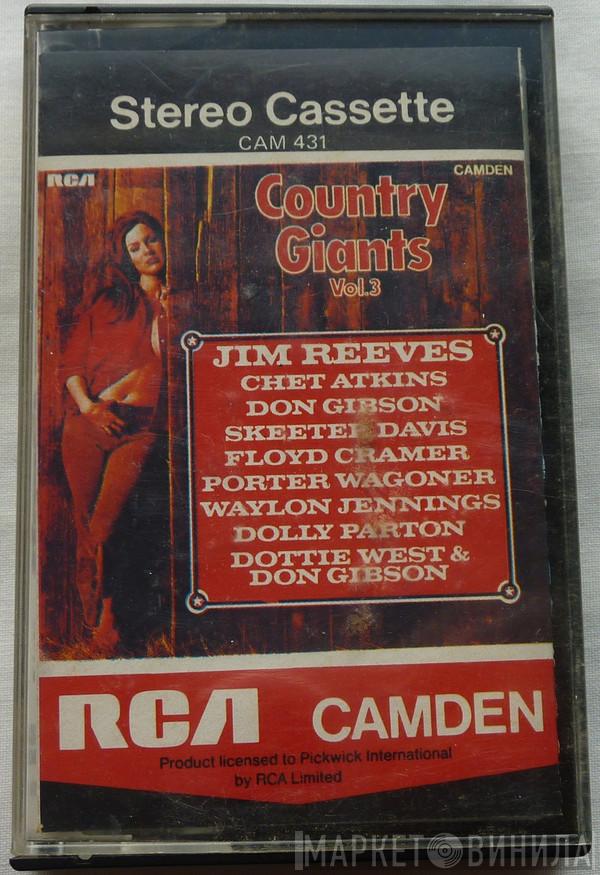 Stereo Cassette
CAM 431
RCA
CAMDEN
Country
Giants
Vol.3
JIM REEVES
CHET ATKINS
DON GIBSON
SKEETER DAVIS
FLOYD CRAMER
PORTER WAGONER
WAYLON JENNINGS
DOLLY PARTON
DOTTIE WEST &
DON GIBSON
RCA CAMDEN
Product licensed to Pickwick International
by RCA Limited
МАРКЕТ ВИНИЛА